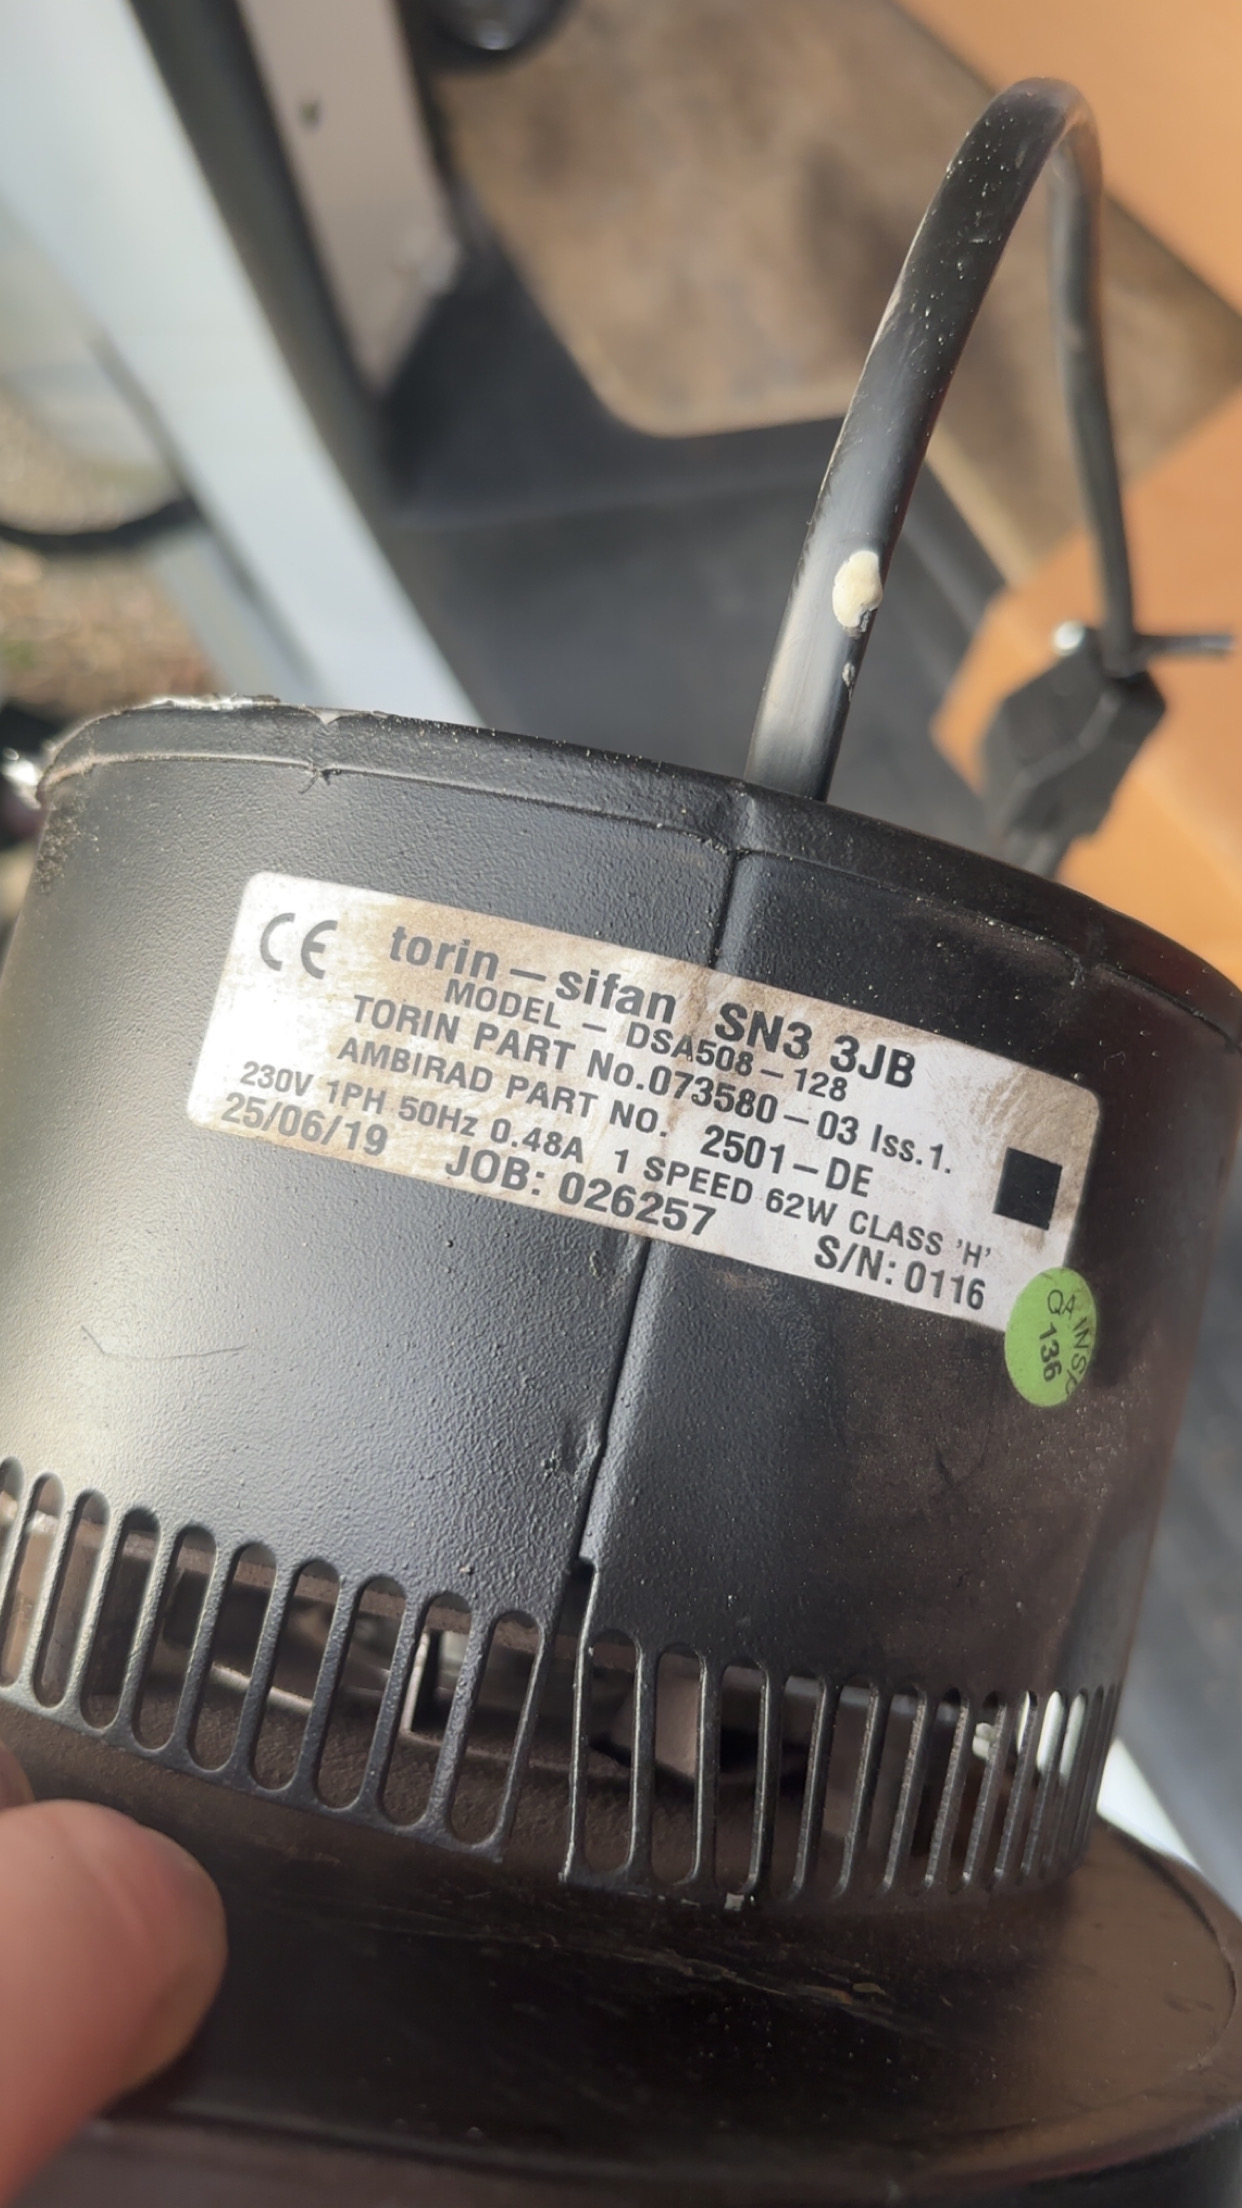 CE torin–sifan SN3 3JB
MODEL – DSA508–128
TORIN PART No.073580–03 Iss.1.
AMBIRAD PART NO. 2501–DE
230V 1PH 50Hz 0.48A 1 SPEED 62W CLASS 'H'
25/06/19 JOB: 026257 S/N: 0116
QA INSP
136